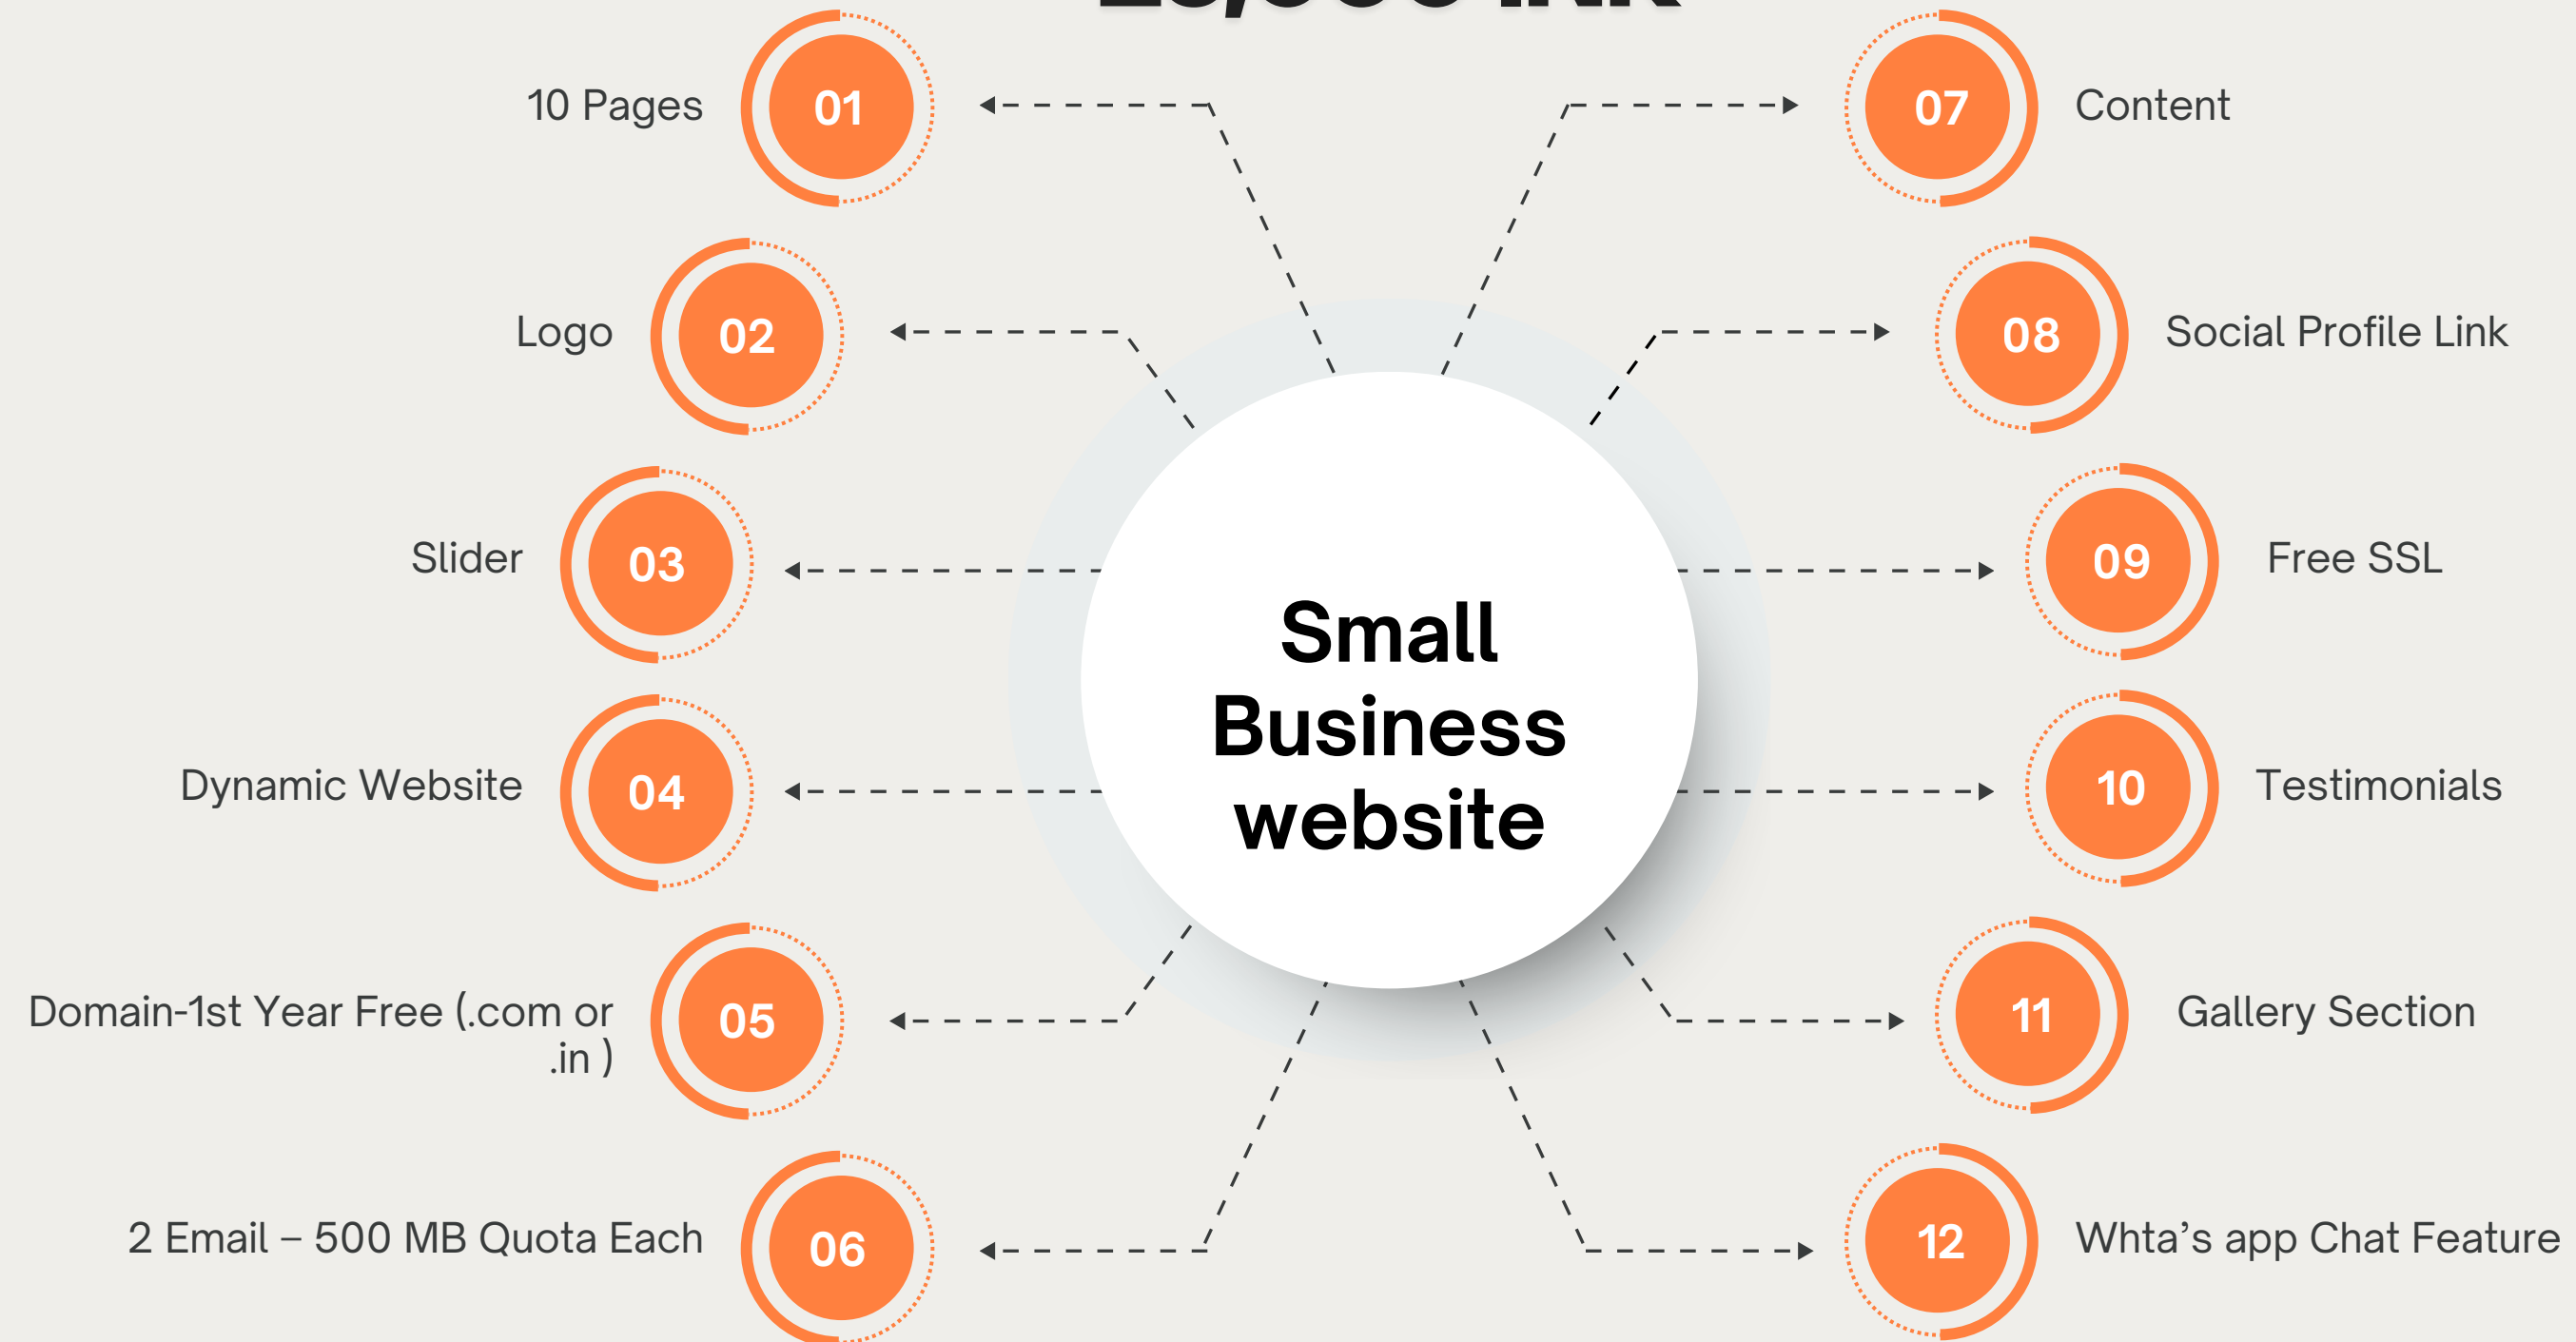 10 Pages
01
Logo
02
Slider
03
Dynamic Website
04
Domain-1st Year Free (.com or
.in )
05
2 Email – 500 MB Quota Each
06
Small
Business
website
07
Content
08
Social Profile Link
09
Free SSL
10
Testimonials
11
Gallery Section
12
Whta’s app Chat Feature